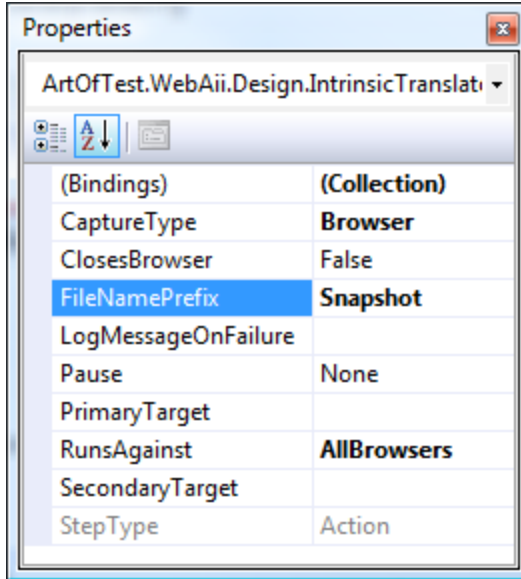 Properties
ArtOfTest.WebAii.Design.IntrinsicTranslat
A
Z
(Bindings) (Collection)
CaptureType Browser
ClosesBrowser False
FileNamePrefix Snapshot
LogMessageOnFailure
Pause None
PrimaryTarget
RunsAgainst AllBrowsers
SecondaryTarget
StepType Action